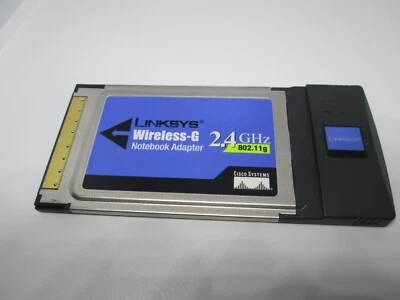 LINKSYS®
Wireless-G
Notebook Adapter
2.4GHz
802.11g
CISCO SYSTEMS
LINKSYS